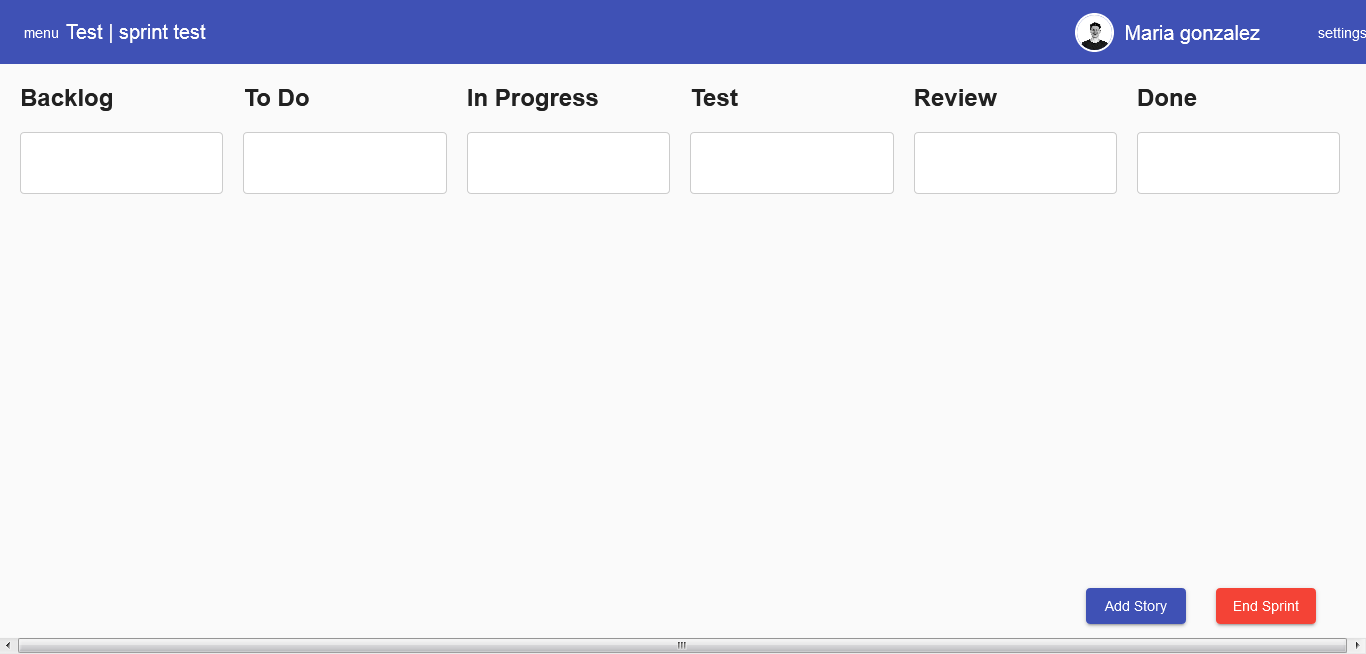 menu Test | sprint test Maria gonzalez settings
Backlog To Do In Progress Test Review Done
Add Story End Sprint